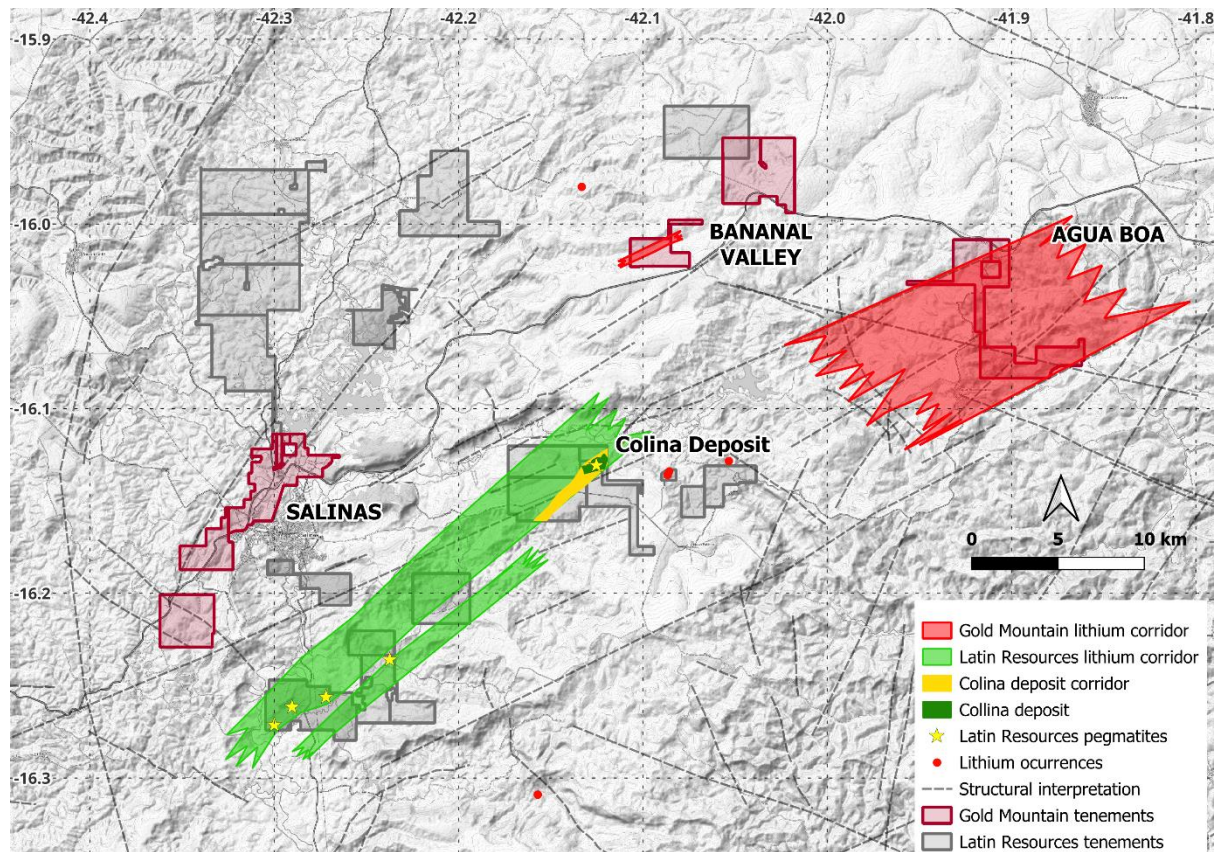 -42.4 -42.3 -42.2 -42.1 -42.0 -41.9 -41.8
-15.9
-16.0
BANANAL
VALLEY
AGUA BOA
-16.1
Colina Deposit
SALINAS
0 5 10 km
-16.2
-16.3
Gold Mountain lithium corridor
Latin Resources lithium corridor
Colina deposit corridor
Collina deposit
Latin Resources pegmatites
Lithium ocurrences
Structural interpretation
Gold Mountain tenements
Latin Resources tenements